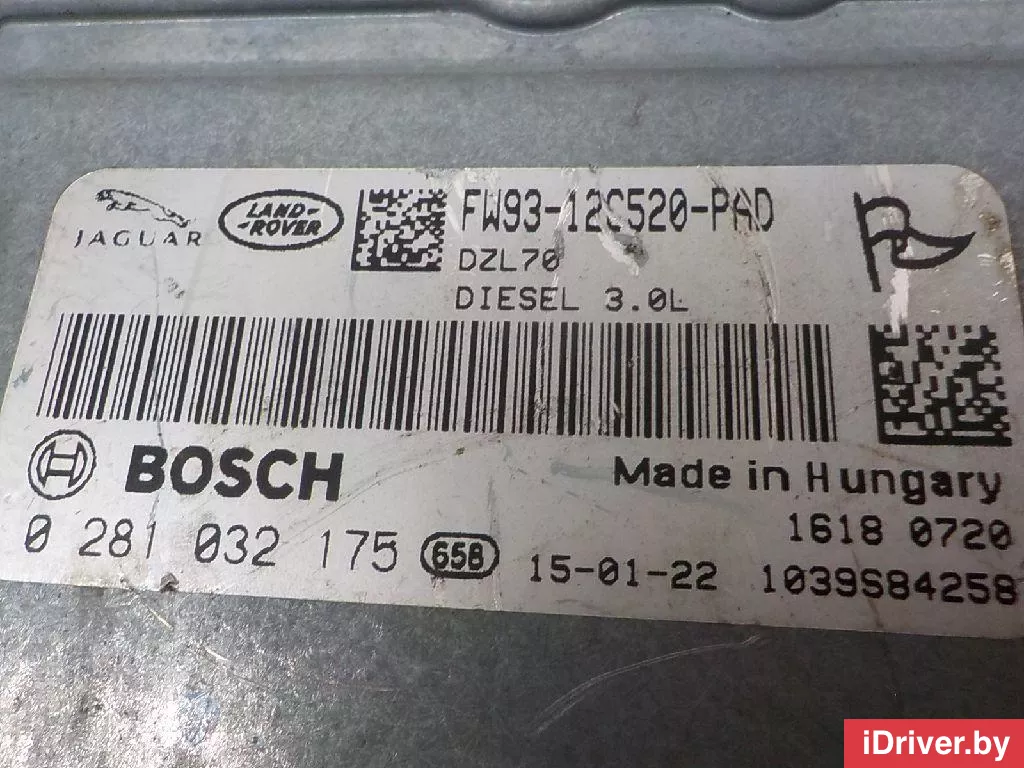 JAGUAR LAND-ROVER FW93-12C520-PAD
DZL70
DIESEL 3.0L
BOSCH Made in Hungary
1618 0720
0 281 032 175 658 15-01-22 1039S84258
iDriver.by